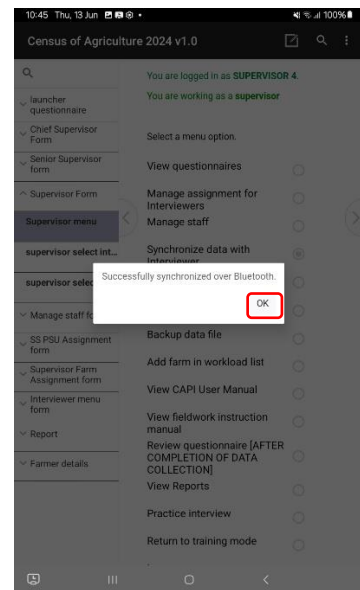 10:45 Thu, 13 Jun
100%
Census of Agriculture 2024 v1.0
launcher
questionnaire
Chief Supervisor
Form
Senior Supervisor
form
Supervisor Form
Supervisor menu
supervisor select int...
supervisor selec
Manage staff fo
SS PSU Assignment
form
Supervisor Farm
Assignment form
Interviewer menu
form
Report
Farmer details
You are logged in as SUPERVISOR 4.
You are working as a supervisor
Select a menu option.
View questionnaires
Manage assignment for
Interviewers
Manage staff
Synchronize data with
Interviewer
Successfully synchronized over Bluetooth.
OK
Backup data file
Add farm in workload list
View CAPI User Manual
View fieldwork instruction
manual
Review questionnaire [AFTER
COMPLETION OF DATA
COLLECTION]
View Reports
Practice interview
Return to training mode